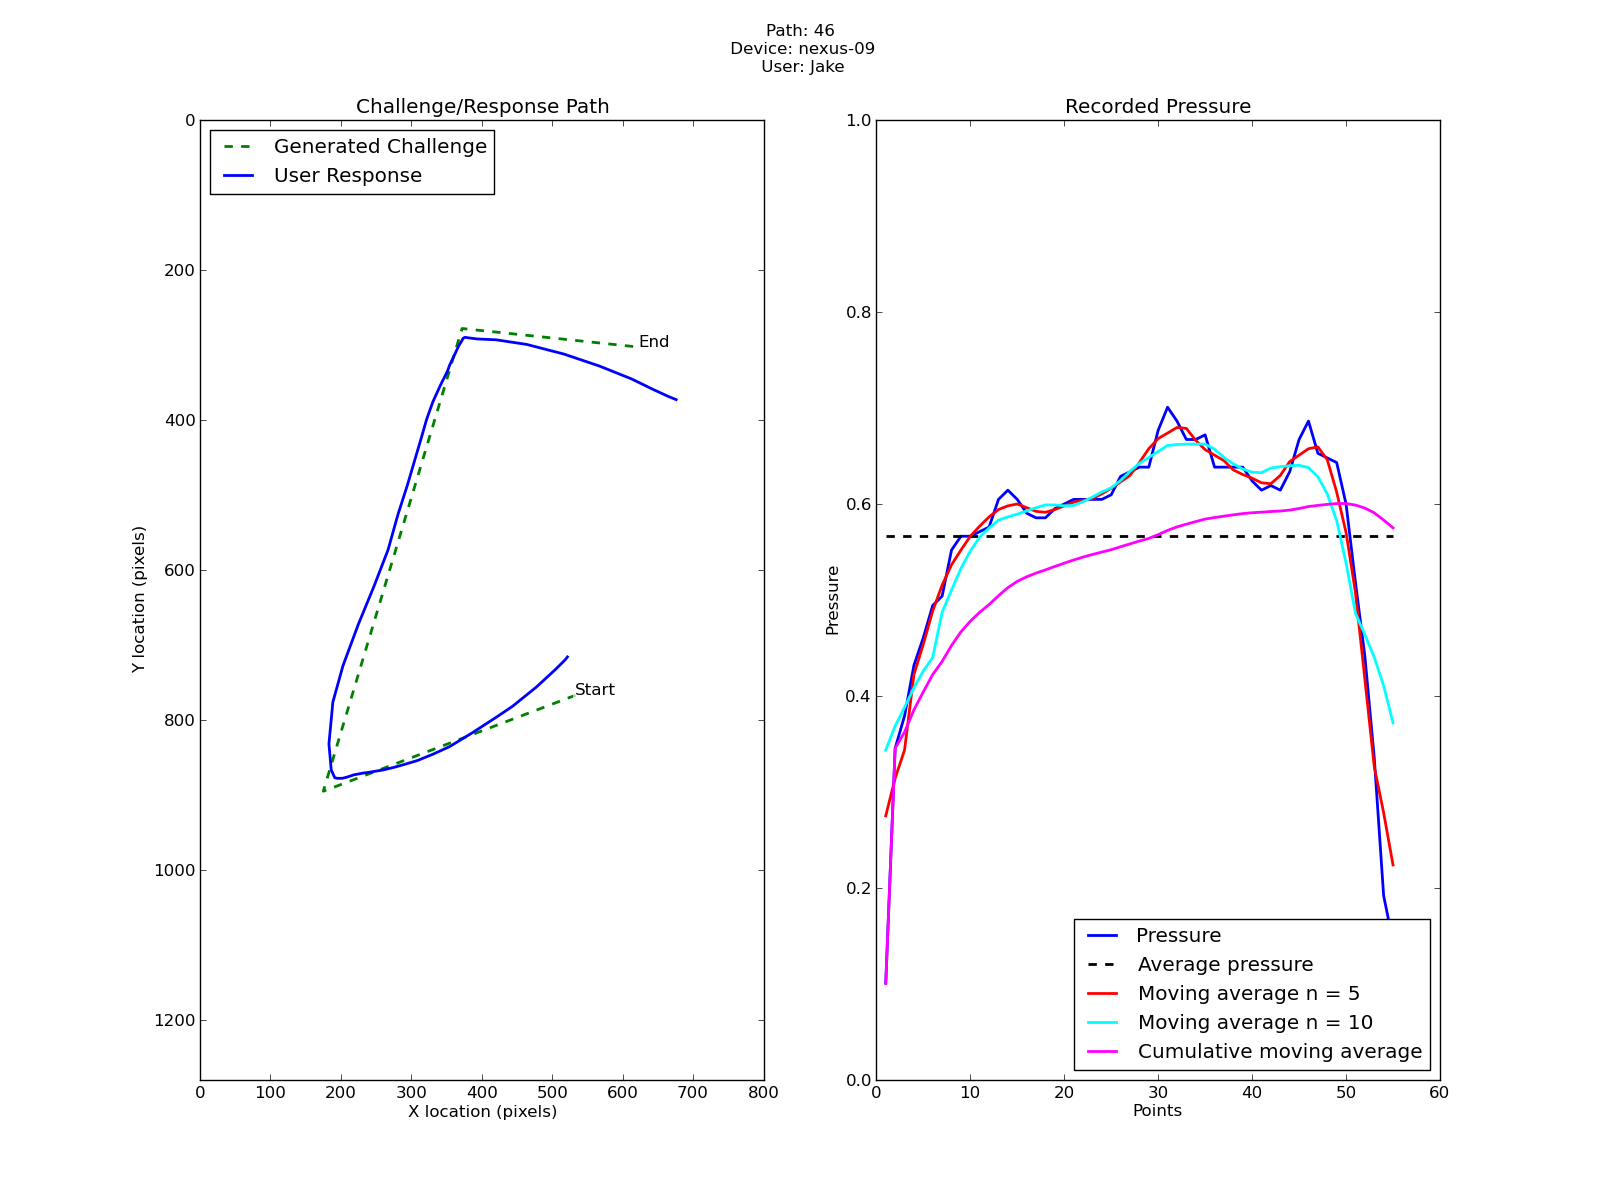 Path: 46
Device: nexus-09
User: Jake
Challenge/Response Path
Generated Challenge
User Response
End
Start
0
200
400
600
800
1000
1200
Y location (pixels)
0 100 200 300 400 500 600 700 800
X location (pixels)
Recorded Pressure
1.0
0.8
0.6
0.4
0.2
0.0
Pressure
Pressure
Average pressure
Moving average n = 5
Moving average n = 10
Cumulative moving average
0 10 20 30 40 50 60
Points